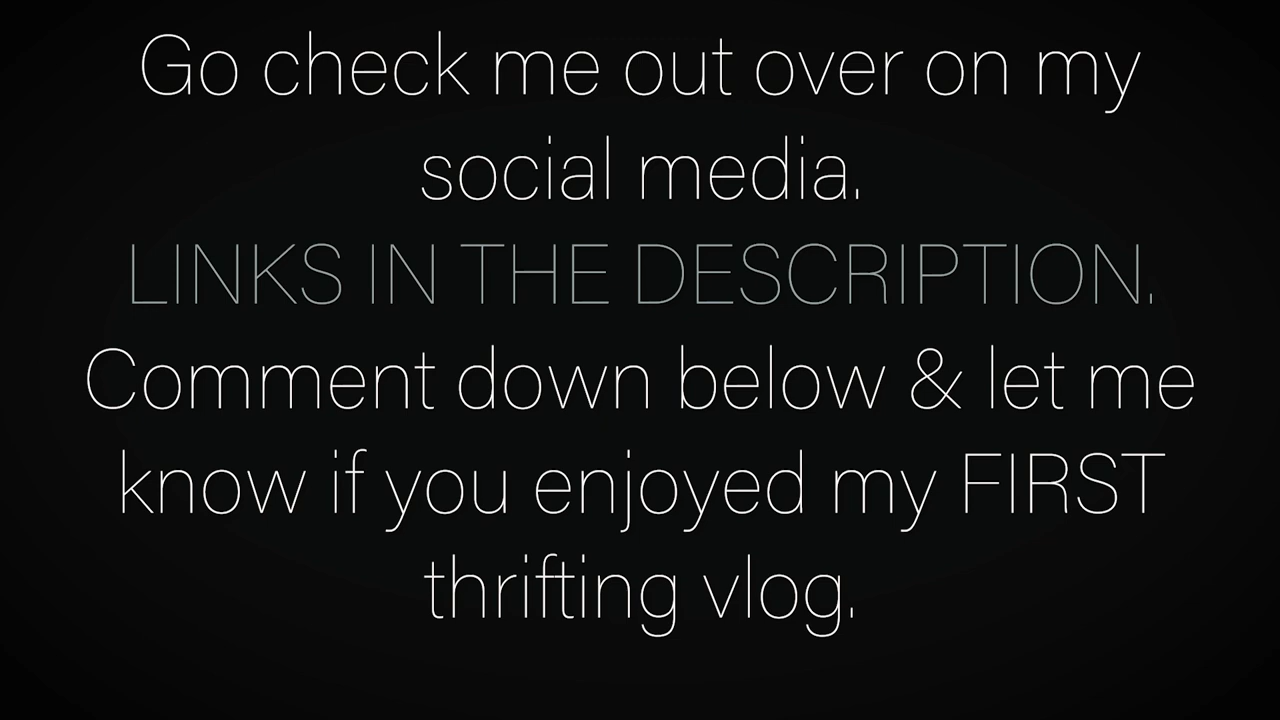 Go check me out over on my
social media.
LINKS IN THE DESCRIPTION.
Comment down below & let me
know if you enjoyed my FIRST
thrifting vlog.